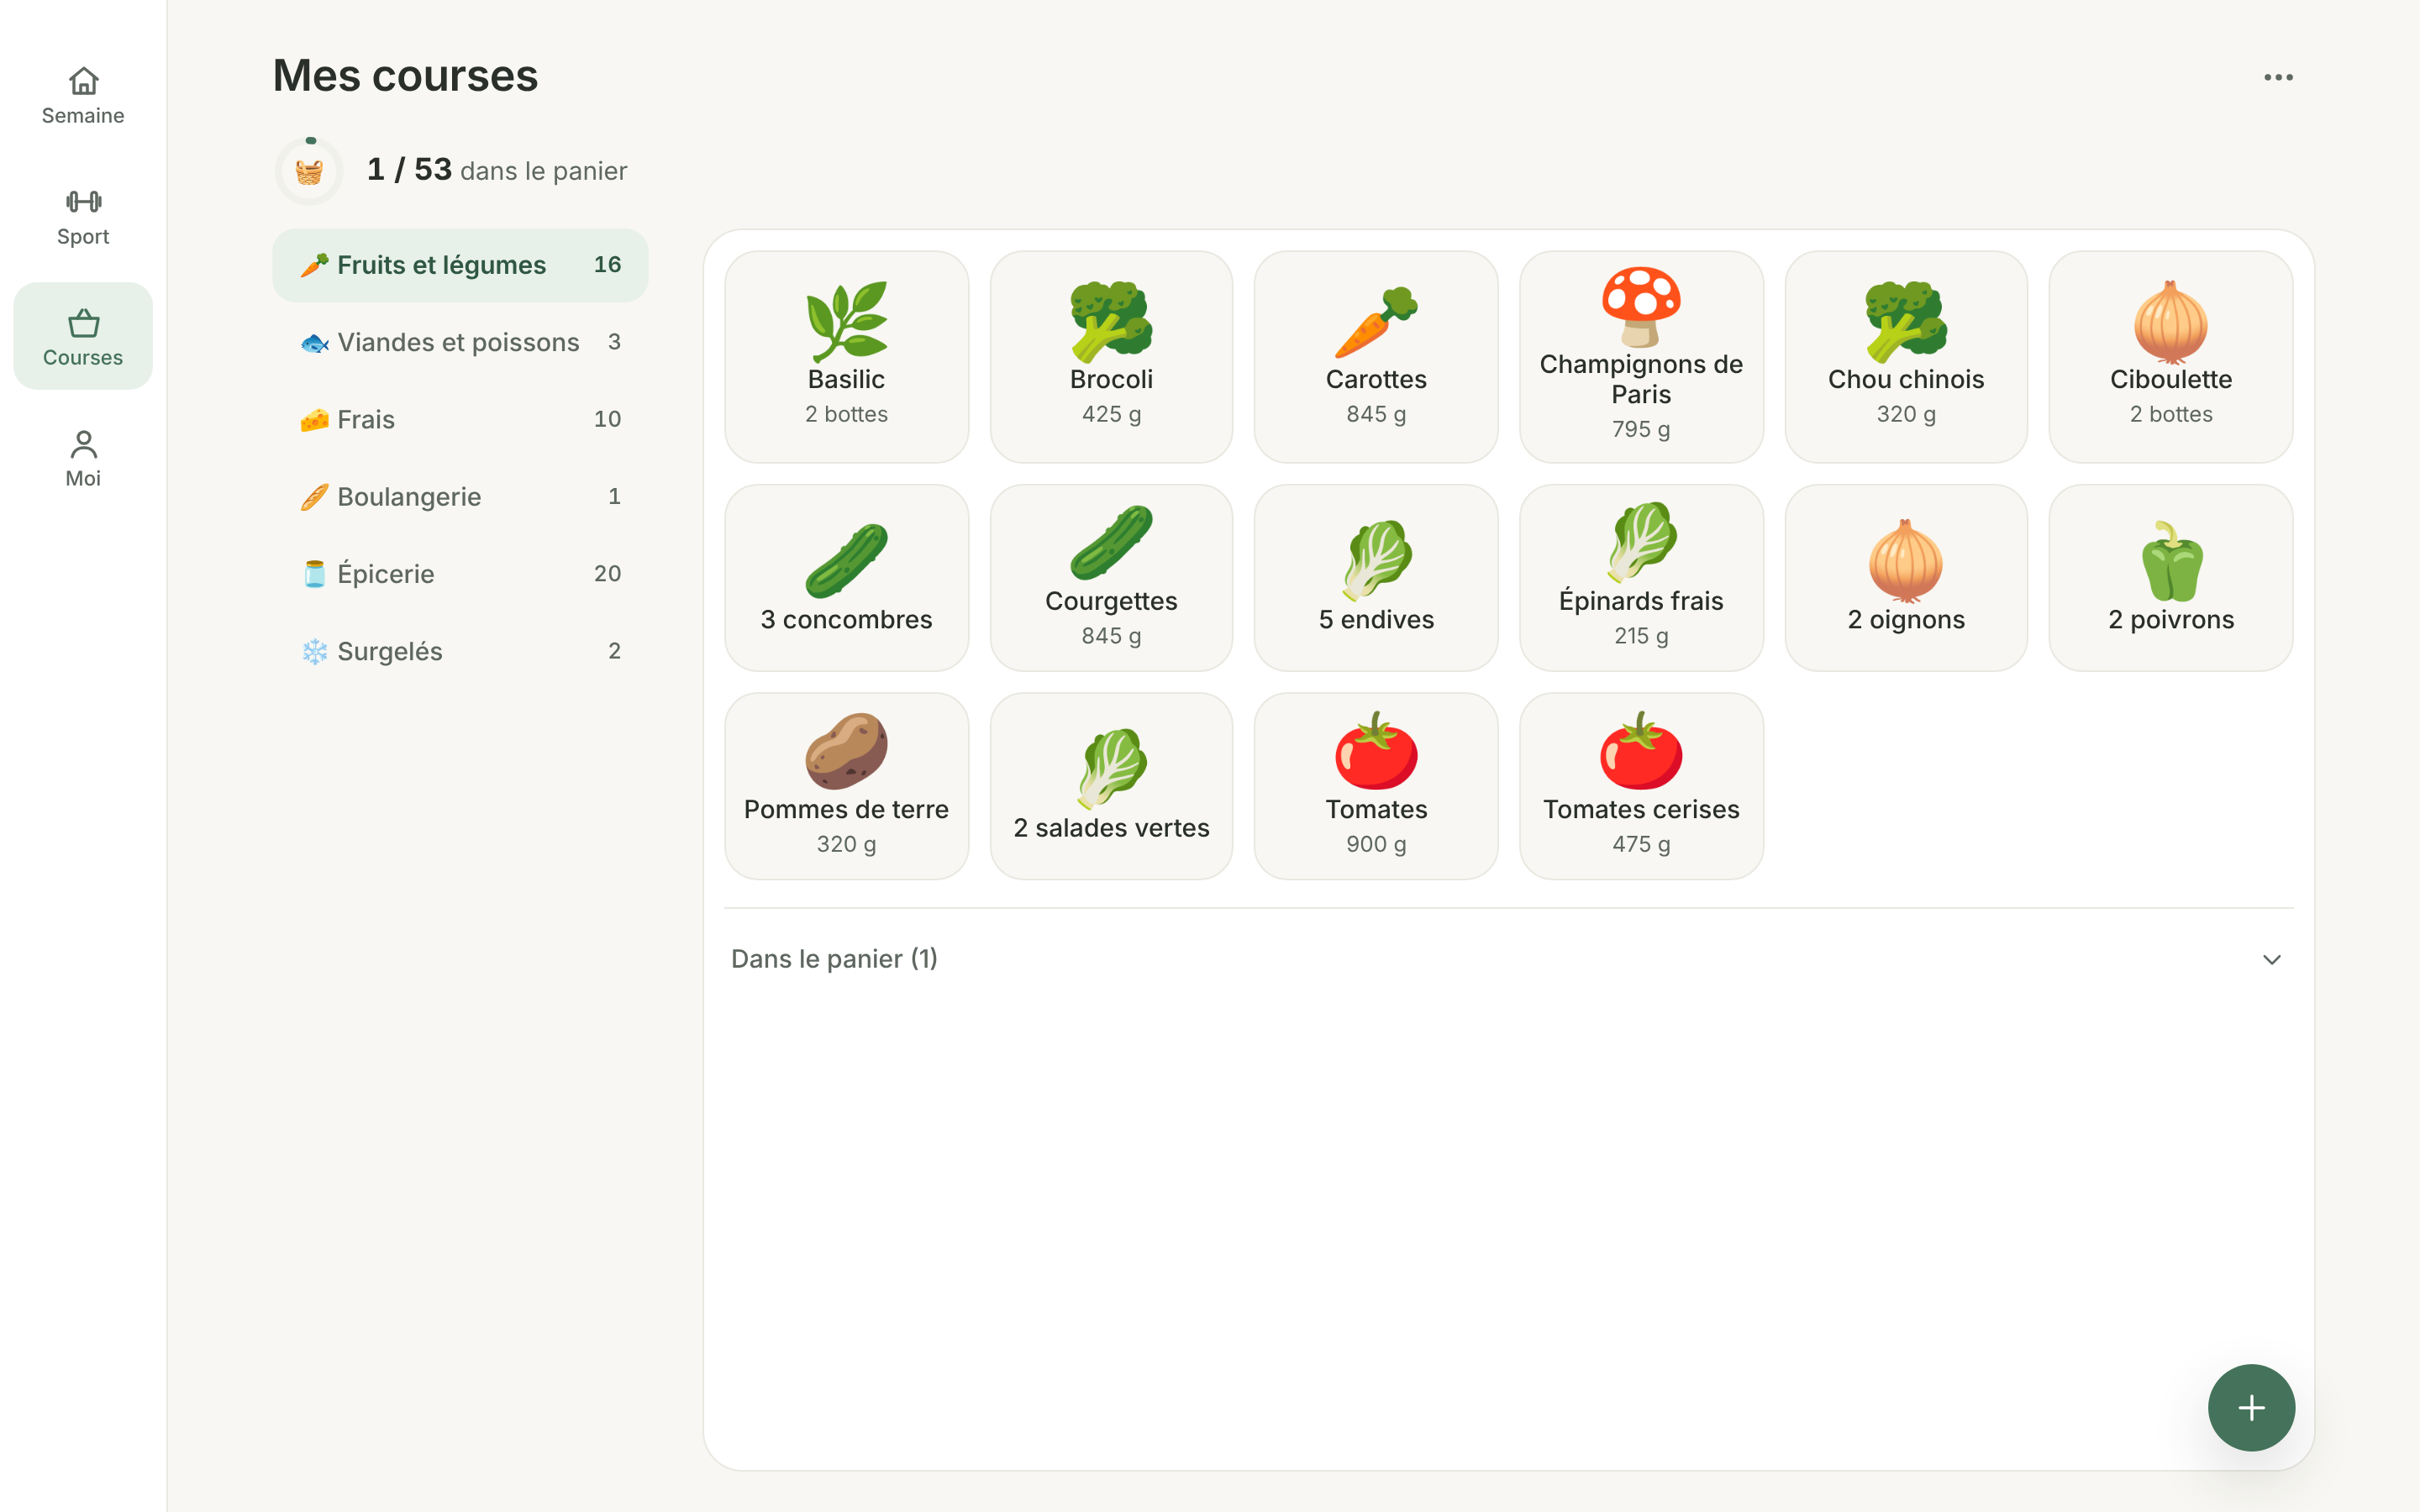 Semaine
Sport
Courses
Moi
Mes courses
1 / 53 dans le panier
Fruits et légumes 16
Viandes et poissons 3
Frais 10
Boulangerie 1
Épicerie 20
Surgelés 2
Basilic
2 bottes
Brocoli
425 g
Carottes
845 g
Champignons de
Paris
795 g
Chou chinois
320 g
Ciboulette
2 bottes
3 concombres
Courgettes
845 g
5 endives
Épinards frais
215 g
2 oignons
2 poivrons
Pommes de terre
320 g
2 salades vertes
Tomates
900 g
Tomates cerises
475 g
Dans le panier (1)